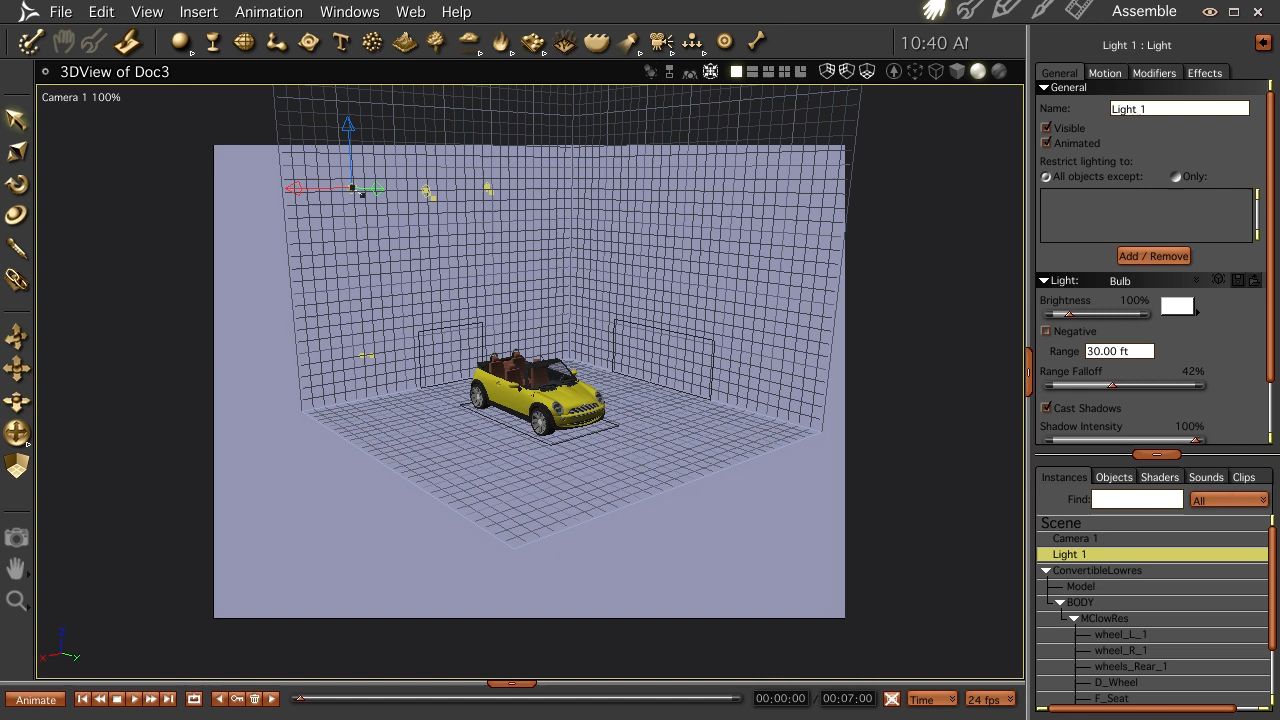 File Edit View Insert Animation Windows Web Help Assemble
10:40 AM
Light 1 : Light
3DView of Doc3
General Motion Modifiers Effects
Camera 1 100%
General
Name: Light 1
Visible
Animated
Restrict lighting to:
All objects except: Only:
Add / Remove
Light: Bulb
Brightness 100%
Negative
Range 30.00 ft
Range Falloff 42%
Cast Shadows
Shadow Intensity 100%
Instances Objects Shaders Sounds Clips
Find: All
Scene
Camera 1
Light 1
ConvertibleLowres
Model
BODY
MClowRes
wheel_L_1
wheel_R_1
wheels_Rear_1
D_Wheel
F_Seat
Z
X Y
Animate 00:00:00 / 00:07:00 Time 24 fps